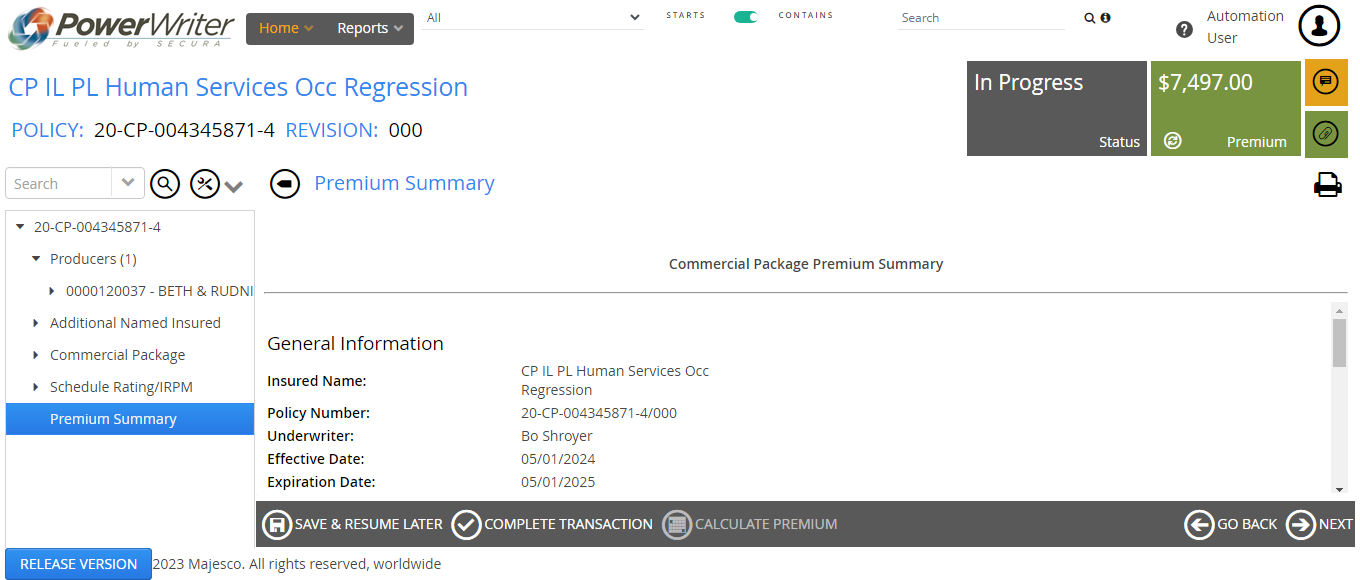 PowerWriter
Fueled by SECURA
Home
Reports
All
STARTS
CONTAINS
Search
Automation
User
CP IL PL Human Services Occ Regression
POLICY: 20-CP-004345871-4 REVISION: 000
In Progress
Status
$7,497.00
Premium
Search
Premium Summary
20-CP-004345871-4
Producers (1)
0000120037 - BETH & RUDNI
Additional Named Insured
Commercial Package
Schedule Rating/IRPM
Premium Summary
Commercial Package Premium Summary
General Information
Insured Name: CP IL PL Human Services Occ
Regression
Policy Number: 20-CP-004345871-4/000
Underwriter: Bo Shroyer
Effective Date: 05/01/2024
Expiration Date: 05/01/2025
SAVE & RESUME LATER COMPLETE TRANSACTION CALCULATE PREMIUM GO BACK NEXT
RELEASE VERSION 2023 Majesco. All rights reserved, worldwide